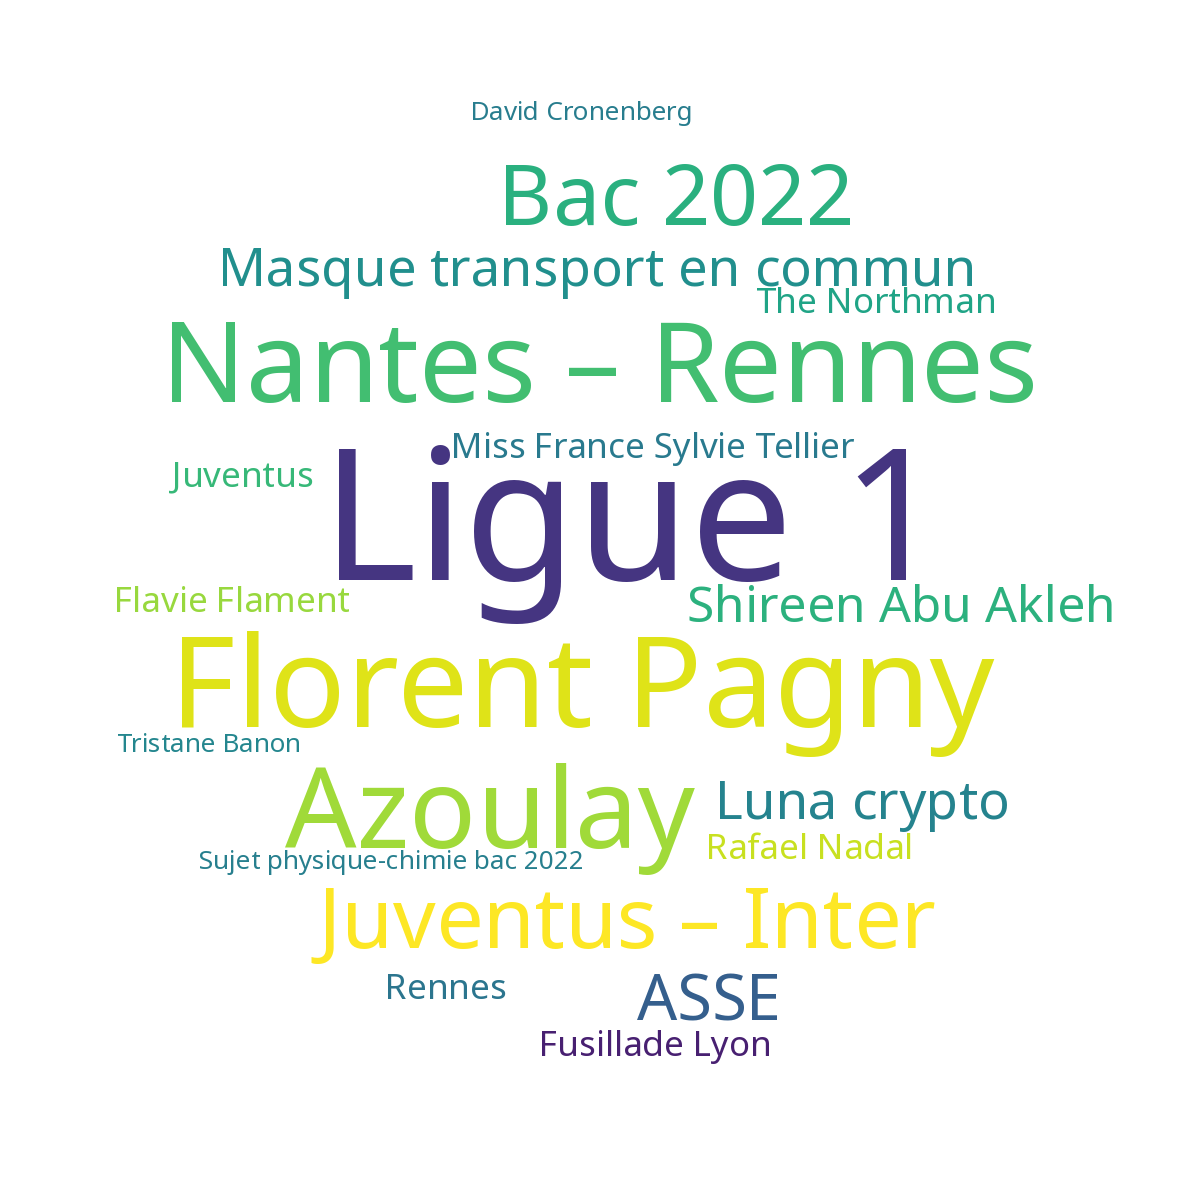 David Cronenberg
Bac 2022
Masque transport en commun
The Northman
Nantes – Rennes
Miss France Sylvie Tellier
Juventus
Ligue 1
Flavie Flament
Shireen Abu Akleh
Florent Pagny
Tristane Banon
Azoulay
Luna crypto
Rafael Nadal
Sujet physique-chimie bac 2022
Juventus – Inter
Rennes
ASSE
Fusillade Lyon